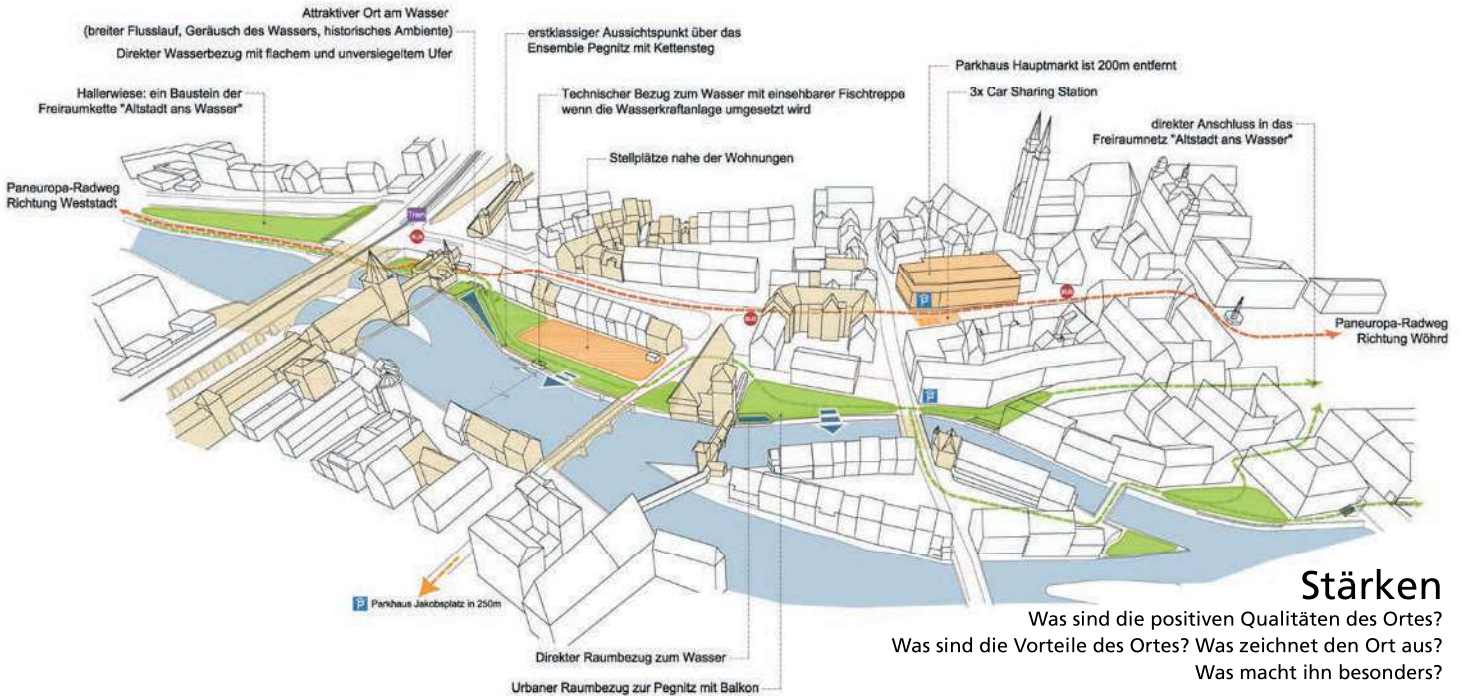 Attraktiver Ort am Wasser
(breiter Flusslauf, Geräusch des Wassers, historisches Ambiente)
Direkter Wasserbezug mit flachem und unversiegeltem Ufer
erstklassiger Aussichtspunkt über das
Ensemble Pegnitz mit Kettensteg
Hallerwiese: ein Baustein der
Freiraumkette "Altstadt ans Wasser"
Technischer Bezug zum Wasser mit einsehbarer Fischtreppe
wenn die Wasserkraftanlage umgesetzt wird
Parkhaus Hauptmarkt ist 200m entfernt
3x Car Sharing Station
direkter Anschluss in das
Freiraumnetz "Altstadt ans Wasser"
Stellplätze nahe der Wohnungen
Paneuropa-Radweg
Richtung Weststadt
Tram
BUS
BUS
BUS
P
P
Paneuropa-Radweg
Richtung Wöhrd
P Parkhaus Jakobsplatz in 250m
Direkter Raumbezug zum Wasser
Urbaner Raumbezug zur Pegnitz mit Balkon
Stärken
Was sind die positiven Qualitäten des Ortes?
Was sind die Vorteile des Ortes? Was zeichnet den Ort aus?
Was macht ihn besonders?